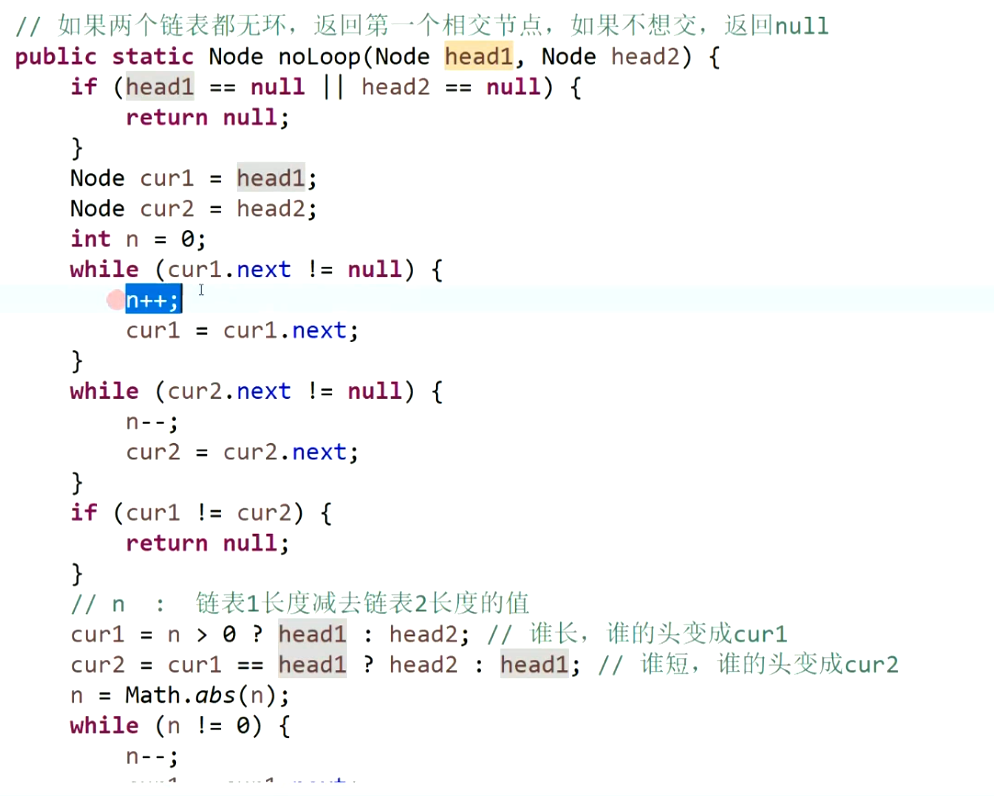 // 如果两个链表都无环，返回第一个相交节点，如果不想交，返回null
public static Node noLoop(Node head1, Node head2) {
if (head1 == null || head2 == null) {
return null;
}
Node cur1 = head1;
Node cur2 = head2;
int n = 0;
while (cur1.next != null) {
n++;
cur1 = cur1.next;
}
while (cur2.next != null) {
n--;
cur2 = cur2.next;
}
if (cur1 != cur2) {
return null;
}
// n  :  链表1长度减去链表2长度的值
cur1 = n > 0 ? head1 : head2; // 谁长，谁的头变成cur1
cur2 = cur1 == head1 ? head2 : head1; // 谁短，谁的头变成cur2
n = Math.abs(n);
while (n != 0) {
n--;